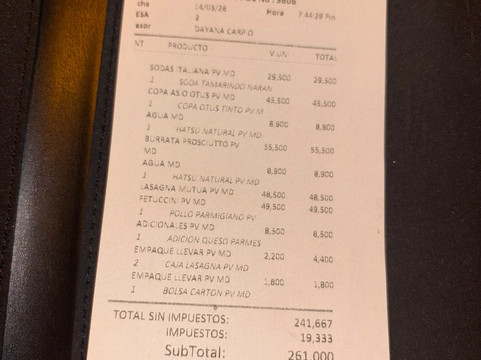 cha Hora 7:44:29 Pm
ESA 2
esor DAYANA CARPIO
NT PRODUCTO V.UNI TOTAL
SODAS ITALIANA PV MD 29,500 29,500
1 SODA TAMARINDO NARAN
COPA ASIO OTUS PV MD 45,500 45,500
1 COPA OTUS TINTO PV M
AGUA MD 8,900 8,900
1 HATSU NATURAL PV MD
BURRATA PROSCIUTTO PV 55,500 55,500
MD
AGUA MD 8,900 8,900
1 HATSU NATURAL PV MD
LASAGNA MUTUA PV MD 48,500 48,500
FETUCCINI PV MD 49,500 49,500
1 POLLO PARMIGIANO PV
ADICIONALES PV MD 8,500 8,500
1 ADICION QUESO PARMES
EMPAQUE LLEVAR PV MD 2,200 4,400
2 CAJA LASAGNA PV MD
EMPAQUE LLEVAR PV MD 1,800 1,800
1 BOLSA CARTON PV MD
TOTAL SIN IMPUESTOS: 241,667
IMPUESTOS: 19,333
SubTotal: 261,000